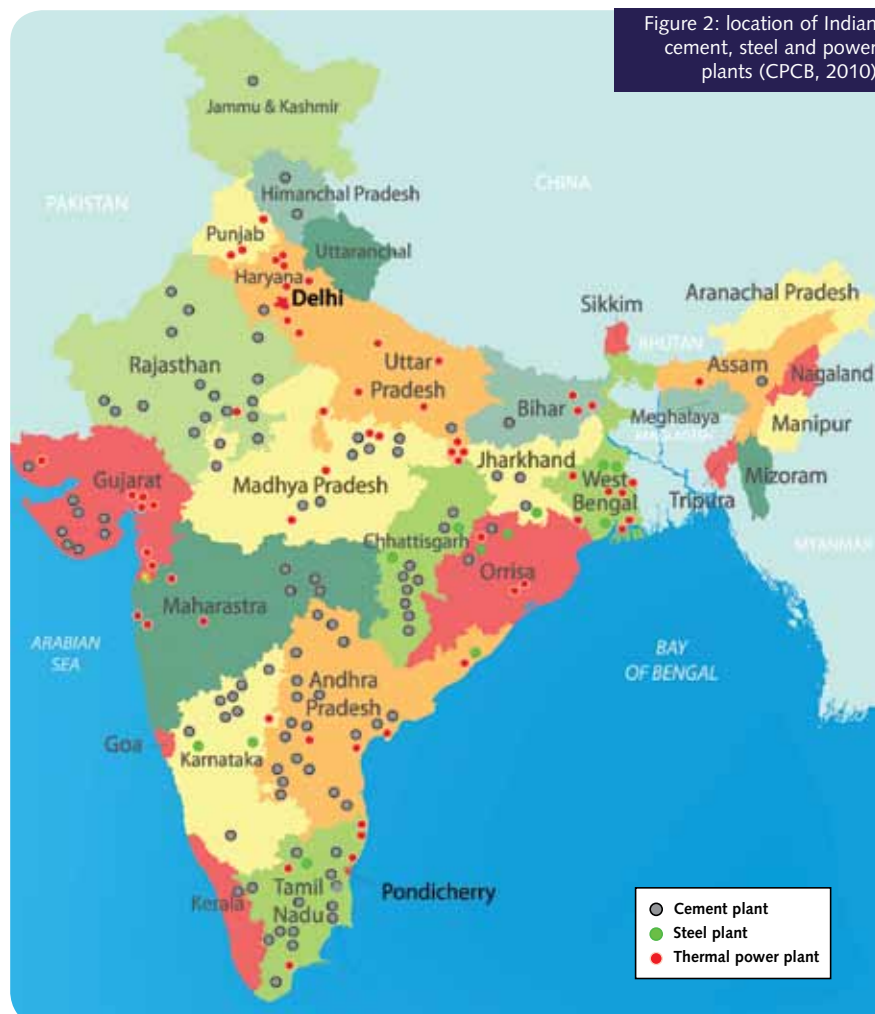 Figure 2: location of Indian
cement, steel and power
plants (CPCB, 2010)
Jammu & Kashmir
CHINA
Himanchal Pradesh
PAKISTAN
Punjab
Uttaranchal
Haryana
Delhi
Sikkim
Aranachal Pradesh
BHUTAN
Rajasthan
Uttar
Pradesh
Assam
Nagaland
Bihar
Meghalaya
Manipur
Gujarat
Madhya Pradesh
Jharkhand
West
Bengal
Tripura
Mizoram
Chhattisgarh
MYANMAR
Maharastra
Orrisa
ARABIAN
SEA
BAY
OF BENGAL
Andhra
Pradesh
Goa
Karnataka
Pondicherry
Kerala
Tamil
Nadu
Cement plant
Steel plant
Thermal power plant